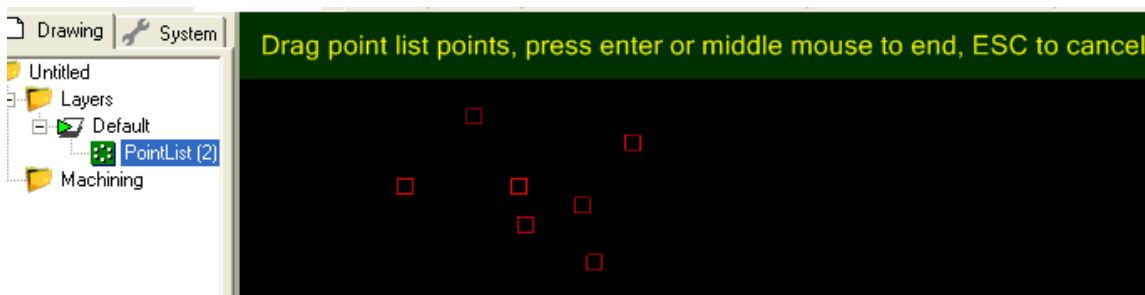 Drawing System
Drag point list points, press enter or middle mouse to end, ESC to cancel
Untitled
Layers
Default
PointList (2)
Machining